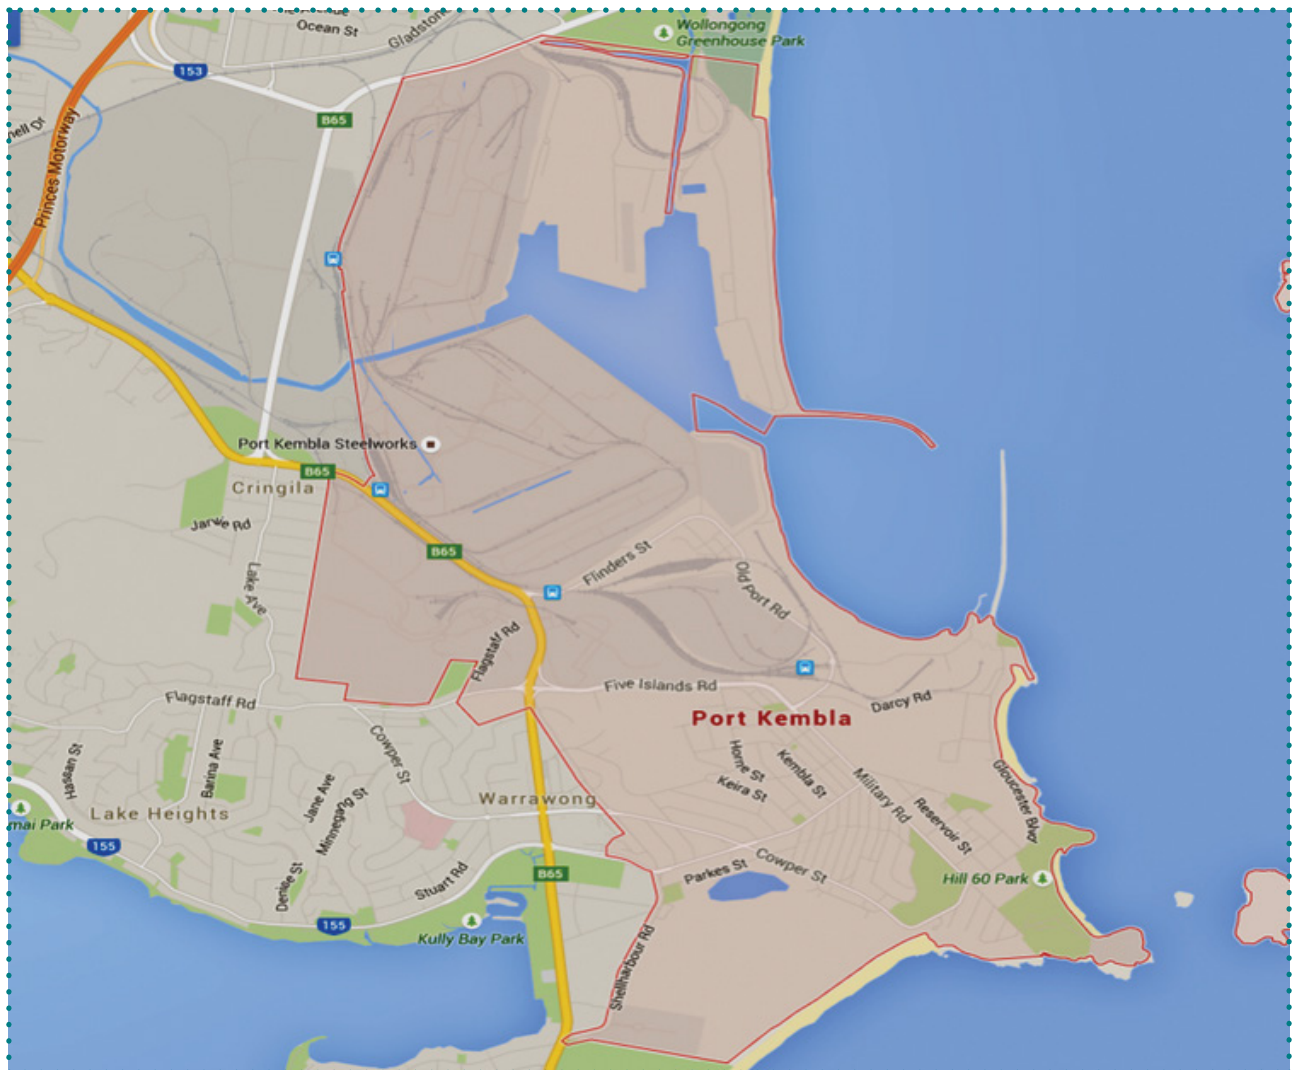 Ocean St
Gladstone
Wollongong
Greenhouse Park
153
B65
Princes Motorway
Port Kembla Steelworks
B65
Cringila
Jarvie Rd
B65
Flinders St
Old Port Rd
Lake Ave
Flagstaff Rd
Five Islands Rd
Flagstaff Rd
Darcy Rd
Port Kembla
Cowper St
Horne St
Kembla St
Keira St
Military Rd
Gloucester Blvd
Hassan St
Barina Ave
Jane Ave
Minnegang St
Warrawong
Reservoir St
Lake Heights
mai Park
155
Parkes St
Cowper St
Hill 60 Park
Denise St
Stuart Rd
B65
155
Kully Bay Park
Shellharbour Rd